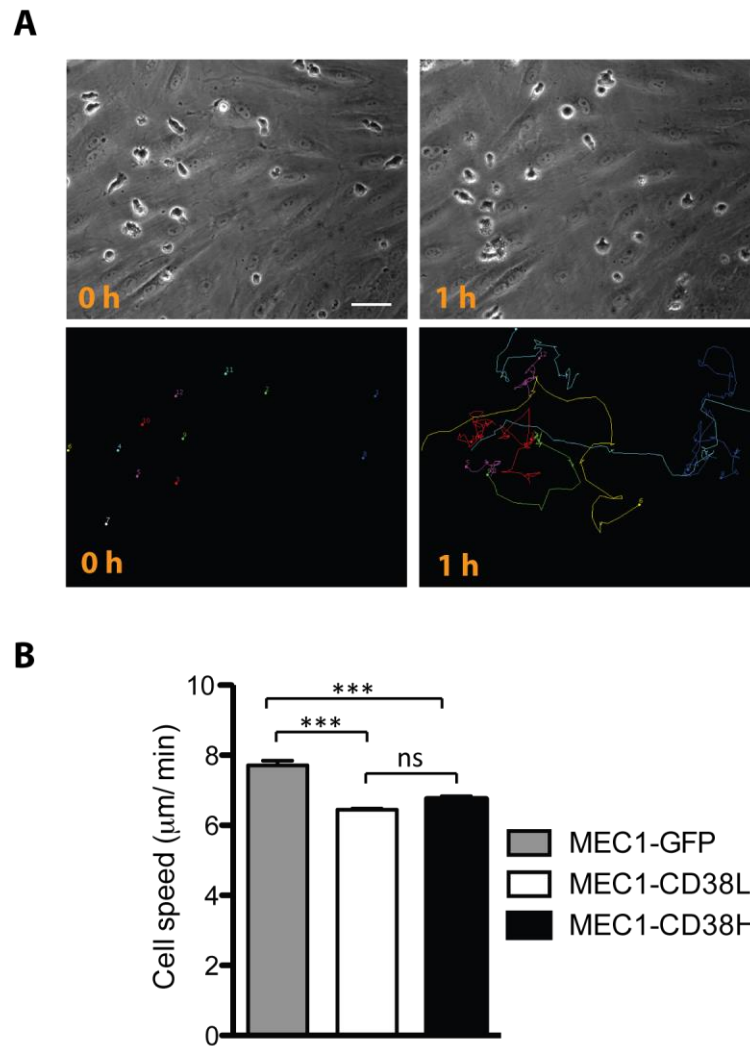 A
0 h
1 h
0 h
1 h
B
10
8
6
4
2
0
Cell speed (µm/ min)
***
***
ns
MEC1-GFP
MEC1-CD38L
MEC1-CD38H